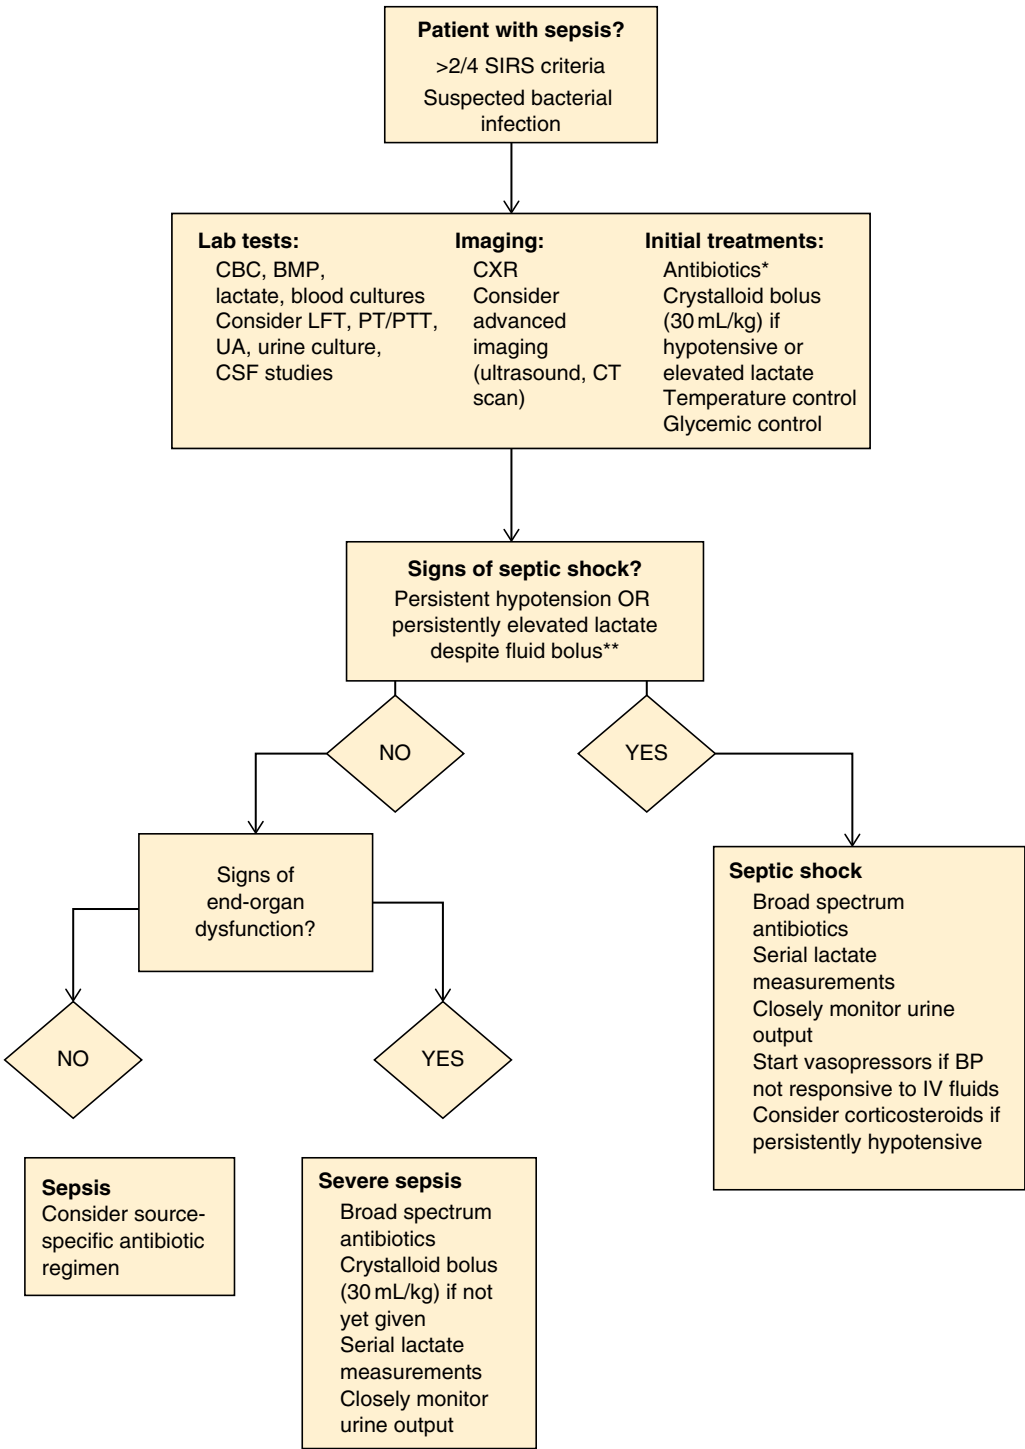 Patient with sepsis?
>2/4 SIRS criteria
Suspected bacterial
infection
Lab tests:
CBC, BMP,
lactate, blood cultures
Consider LFT, PT/PTT,
UA, urine culture,
CSF studies
Imaging:
CXR
Consider
advanced
imaging
(ultrasound, CT
scan)
Initial treatments:
Antibiotics*
Crystalloid bolus
(30 mL/kg) if
hypotensive or
elevated lactate
Temperature control
Glycemic control
Signs of septic shock?
Persistent hypotension OR
persistently elevated lactate
despite fluid bolus**
NO
YES
Signs of
end-organ
dysfunction?
Septic shock
Broad spectrum
antibiotics
Serial lactate
measurements
Closely monitor urine
output
Start vasopressors if BP
not responsive to IV fluids
Consider corticosteroids if
persistently hypotensive
NO
YES
Sepsis
Consider source-
specific antibiotic
regimen
Severe sepsis
Broad spectrum
antibiotics
Crystalloid bolus
(30 mL/kg) if not
yet given
Serial lactate
measurements
Closely monitor
urine output